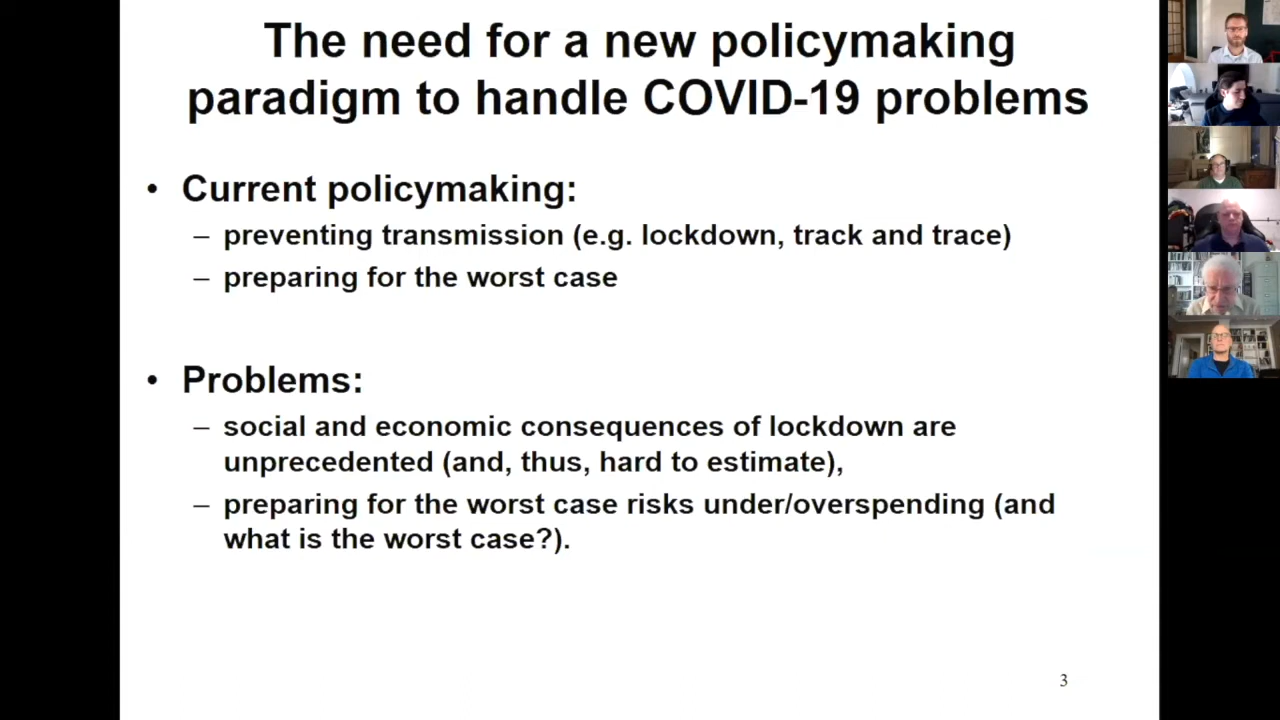 The need for a new policymaking
paradigm to handle COVID-19 problems
• Current policymaking:
– preventing transmission (e.g. lockdown, track and trace)
– preparing for the worst case
• Problems:
– social and economic consequences of lockdown are
unprecedented (and, thus, hard to estimate),
– preparing for the worst case risks under/overspending (and
what is the worst case?).
3